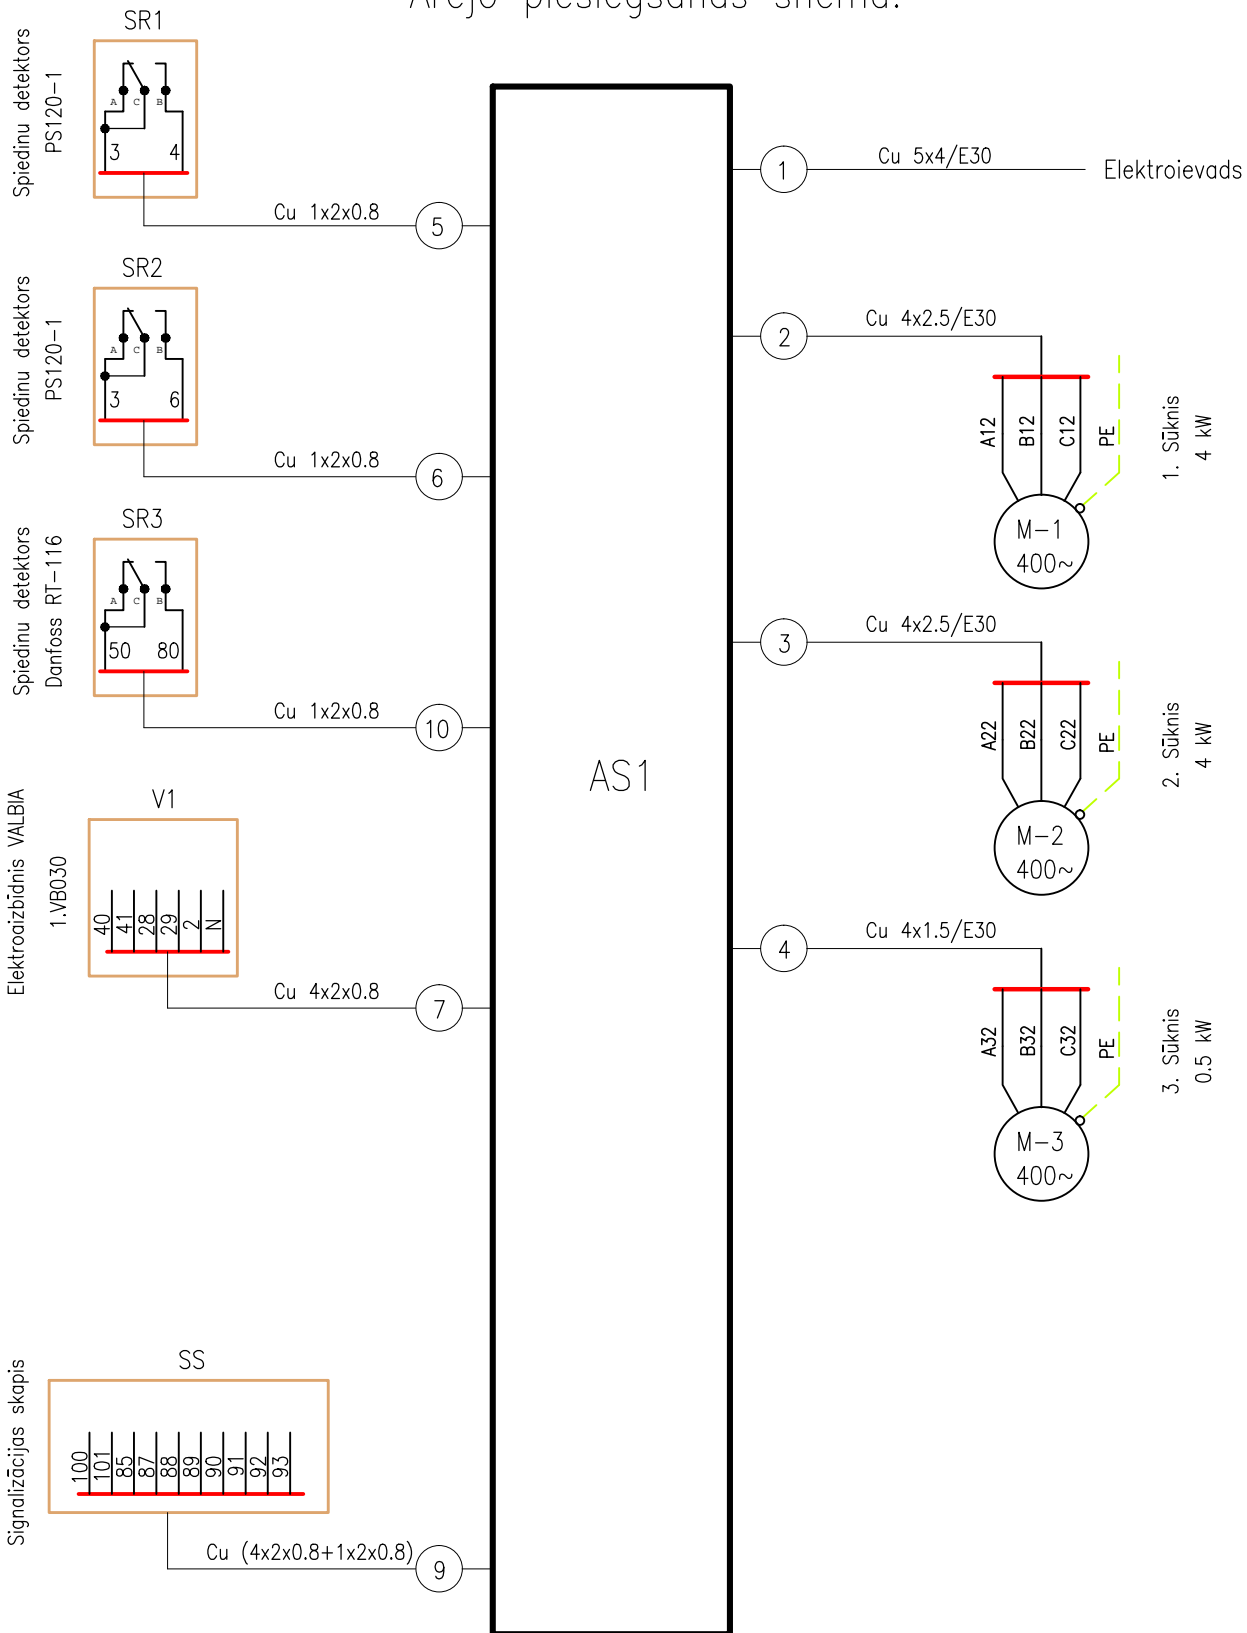 Ārējo pieslēgšanas shēma.
SR1
Spiedinu detektors
PS120-1
A C B
3 4
Cu 1x2x0.8
5
SR2
Spiedinu detektors
PS120-1
A C B
3 6
Cu 1x2x0.8
6
SR3
Spiedinu detektors
Danfoss RT-116
A C B
50 80
Cu 1x2x0.8
10
V1
Elektroaizbīdnis VALBIA
1.VB030
40 41 28 29 2 N
Cu 4x2x0.8
7
SS
Signalizācijas skapis
100 101 85 87 88 89 90 91 92 93
Cu (4x2x0.8+1x2x0.8)
9
AS1
1
Cu 5x4/E30
Elektroievads
2
Cu 4x2.5/E30
A12 B12 C12 PE
M-1
400~
1. Sūknis
4 kW
3
Cu 4x2.5/E30
A22 B22 C22 PE
M-2
400~
2. Sūknis
4 kW
4
Cu 4x1.5/E30
A32 B32 C32 PE
M-3
400~
3. Sūknis
0.5 kW